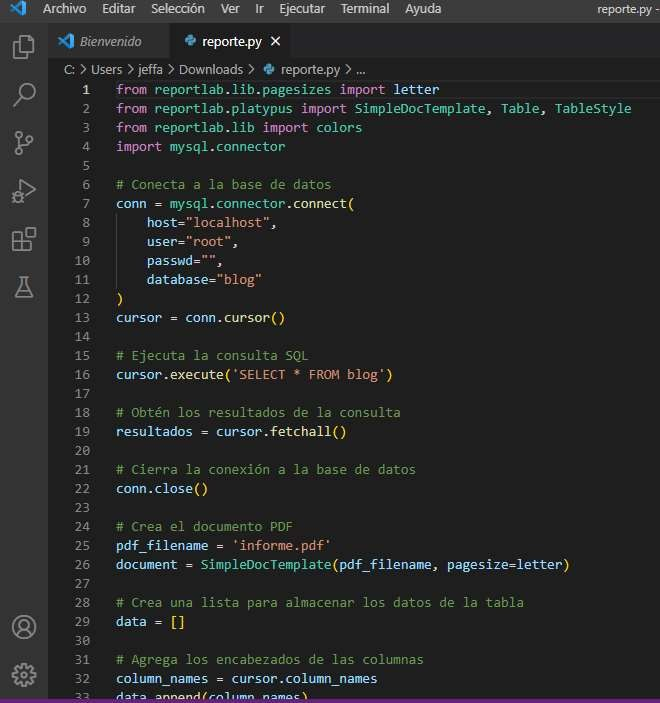 Archivo Editar Selección Ver Ir Ejecutar Terminal Ayuda reporte.py -
Bienvenido reporte.py ×
C: > Users > jeffa > Downloads > reporte.py > ...
1 from reportlab.lib.pagesizes import letter
2 from reportlab.platypus import SimpleDocTemplate, Table, TableStyle
3 from reportlab.lib import colors
4 import mysql.connector
5
6 # Conecta a la base de datos
7 conn = mysql.connector.connect(
8     host="localhost",
9     user="root",
10     passwd="",
11     database="blog"
12 )
13 cursor = conn.cursor()
14
15 # Ejecuta la consulta SQL
16 cursor.execute('SELECT * FROM blog')
17
18 # Obtén los resultados de la consulta
19 resultados = cursor.fetchall()
20
21 # Cierra la conexión a la base de datos
22 conn.close()
23
24 # Crea el documento PDF
25 pdf_filename = 'informe.pdf'
26 document = SimpleDocTemplate(pdf_filename, pagesize=letter)
27
28 # Crea una lista para almacenar los datos de la tabla
29 data = []
30
31 # Agrega los encabezados de las columnas
32 column_names = cursor.column_names
33 data.append(column_names)